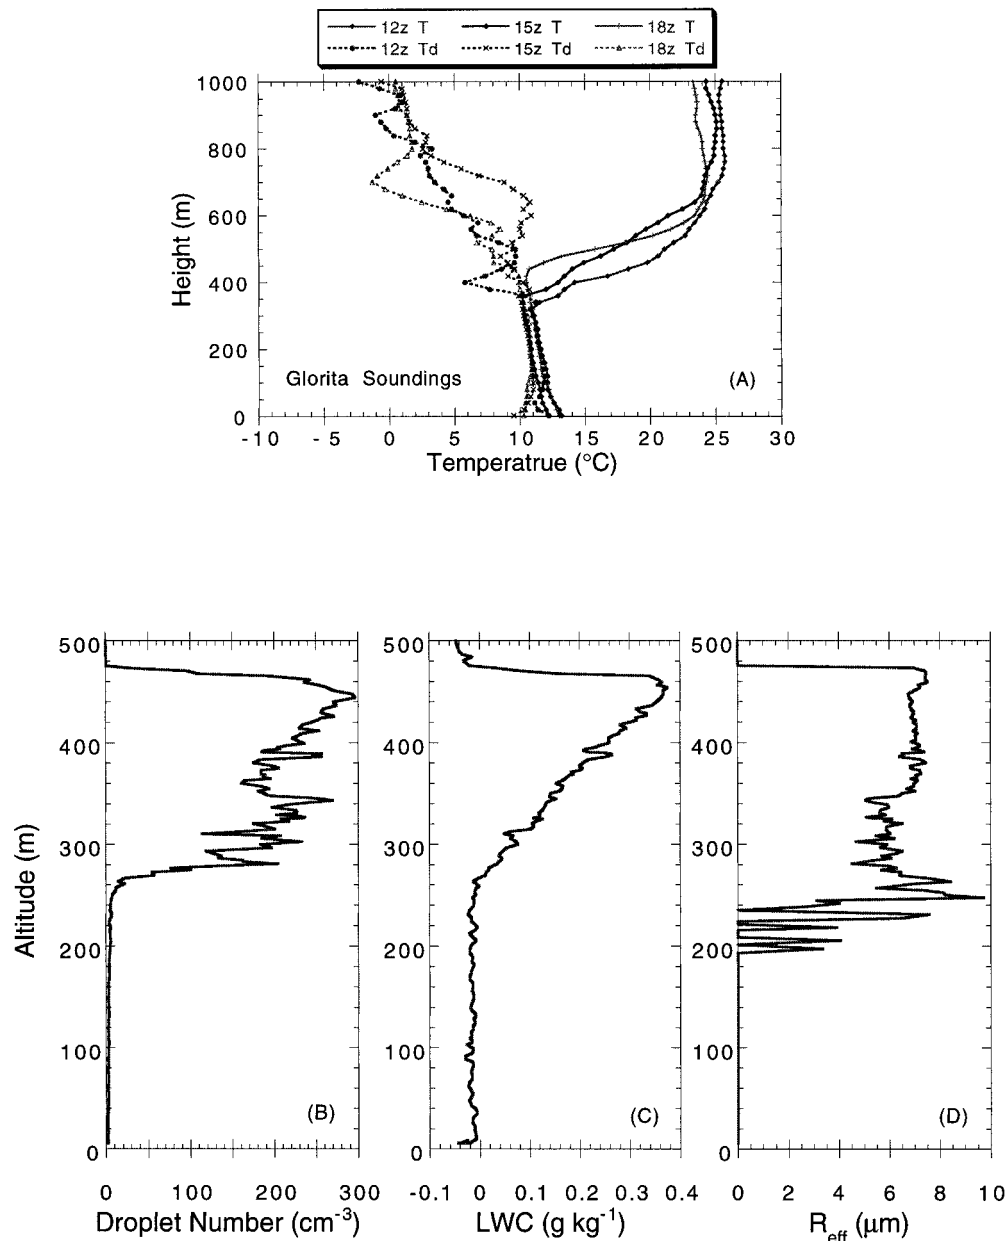 12z T 15z T 18z T
12z Td 15z Td 18z Td
1000
800
600
400
200
0
Height (m)
Glorita Soundings (A)
-10 -5 0 5 10 15 20 25 30
Temperatrue (°C)
500 500 500
400 400 400
300 300 300
200 200 200
100 100 100
0 0 0
Altitude (m)
(B) (C) (D)
0 100 200 300 -0.1 0 0.1 0.2 0.3 0.4 0 2 4 6 8 10
Droplet Number (cm-3) LWC (g kg-1) Reff (μm)